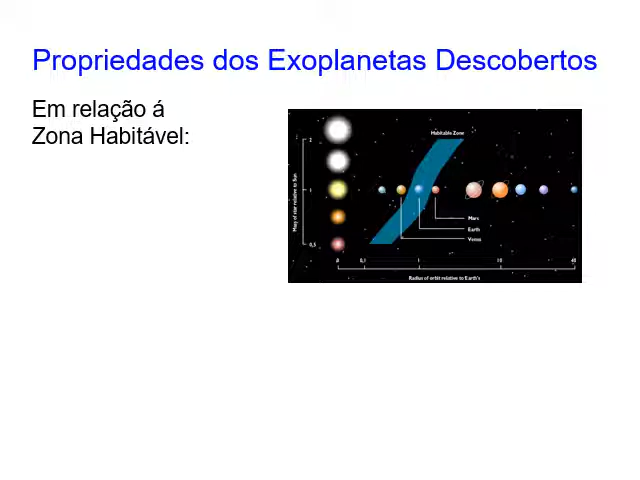 Propriedades dos Exoplanetas Descobertos
Em relação á
Zona Habitável:
Habitable Zone
2
Mass of star relative to Sun
1
Mars
Earth
Venus
0,5
0 0,1 1 10 40
Radius of orbit relative to Earth's